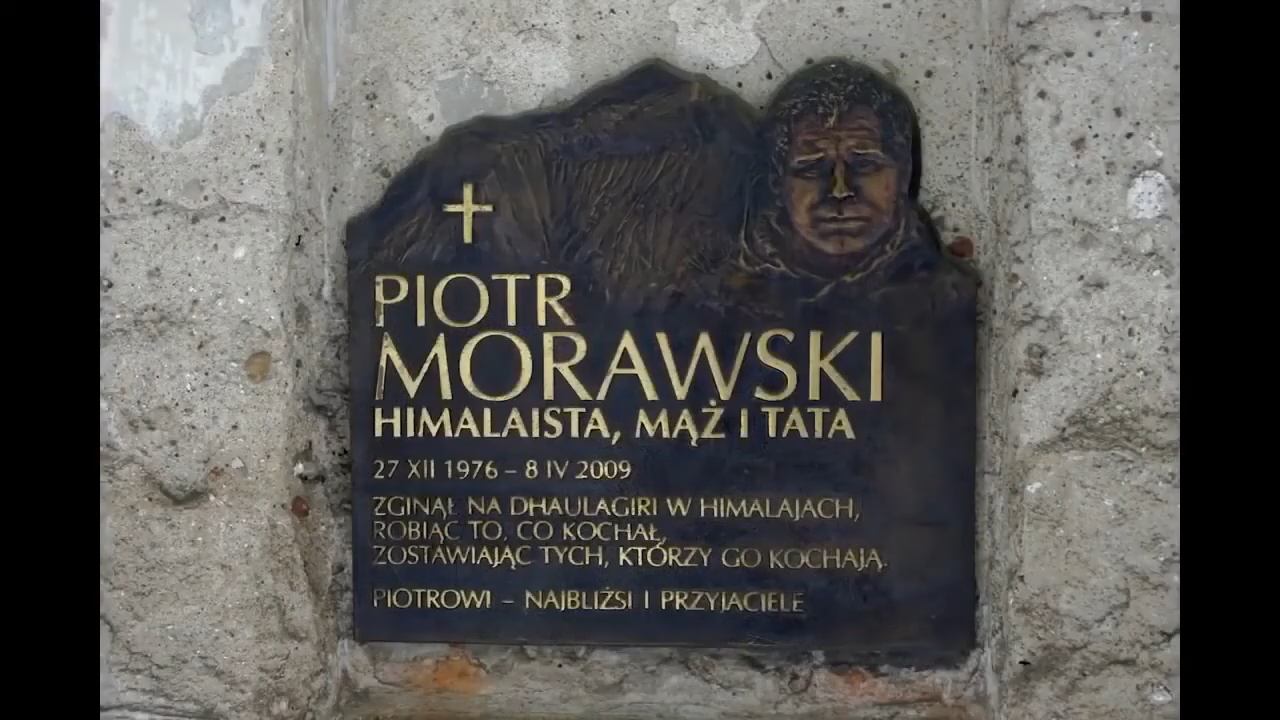 PIOTR
MORAWSKI
HIMALAISTA, MĄŻ I TATA
27 XII 1976 – 8 IV 2009
ZGINĄŁ NA DHAULAGIRI W HIMALAJACH,
ROBIĄC TO, CO KOCHAŁ,
ZOSTAWIAJĄC TYCH, KTÓRZY GO KOCHAJĄ.
PIOTROWI – NAJBLIŻSI I PRZYJACIELE